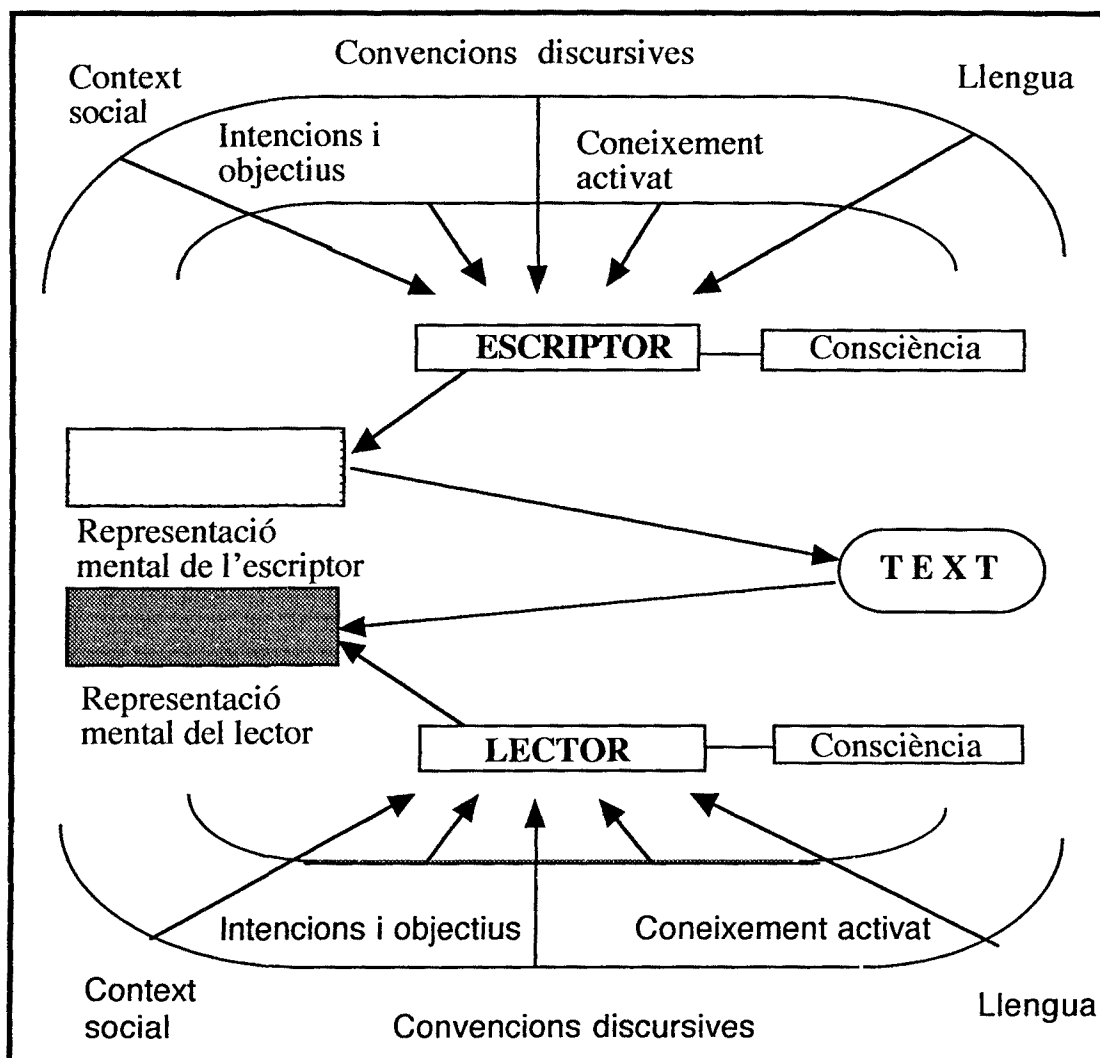 Convencions discursives
Context
social
Llengua
Intencions i
objectius
Coneixement
activat
ESCRIPTOR
Consciència
Representació
mental de l'escriptor
TEXT
Representació
mental del lector
LECTOR
Consciència
Intencions i objectius
Coneixement activat
Context
social
Convencions discursives
Llengua